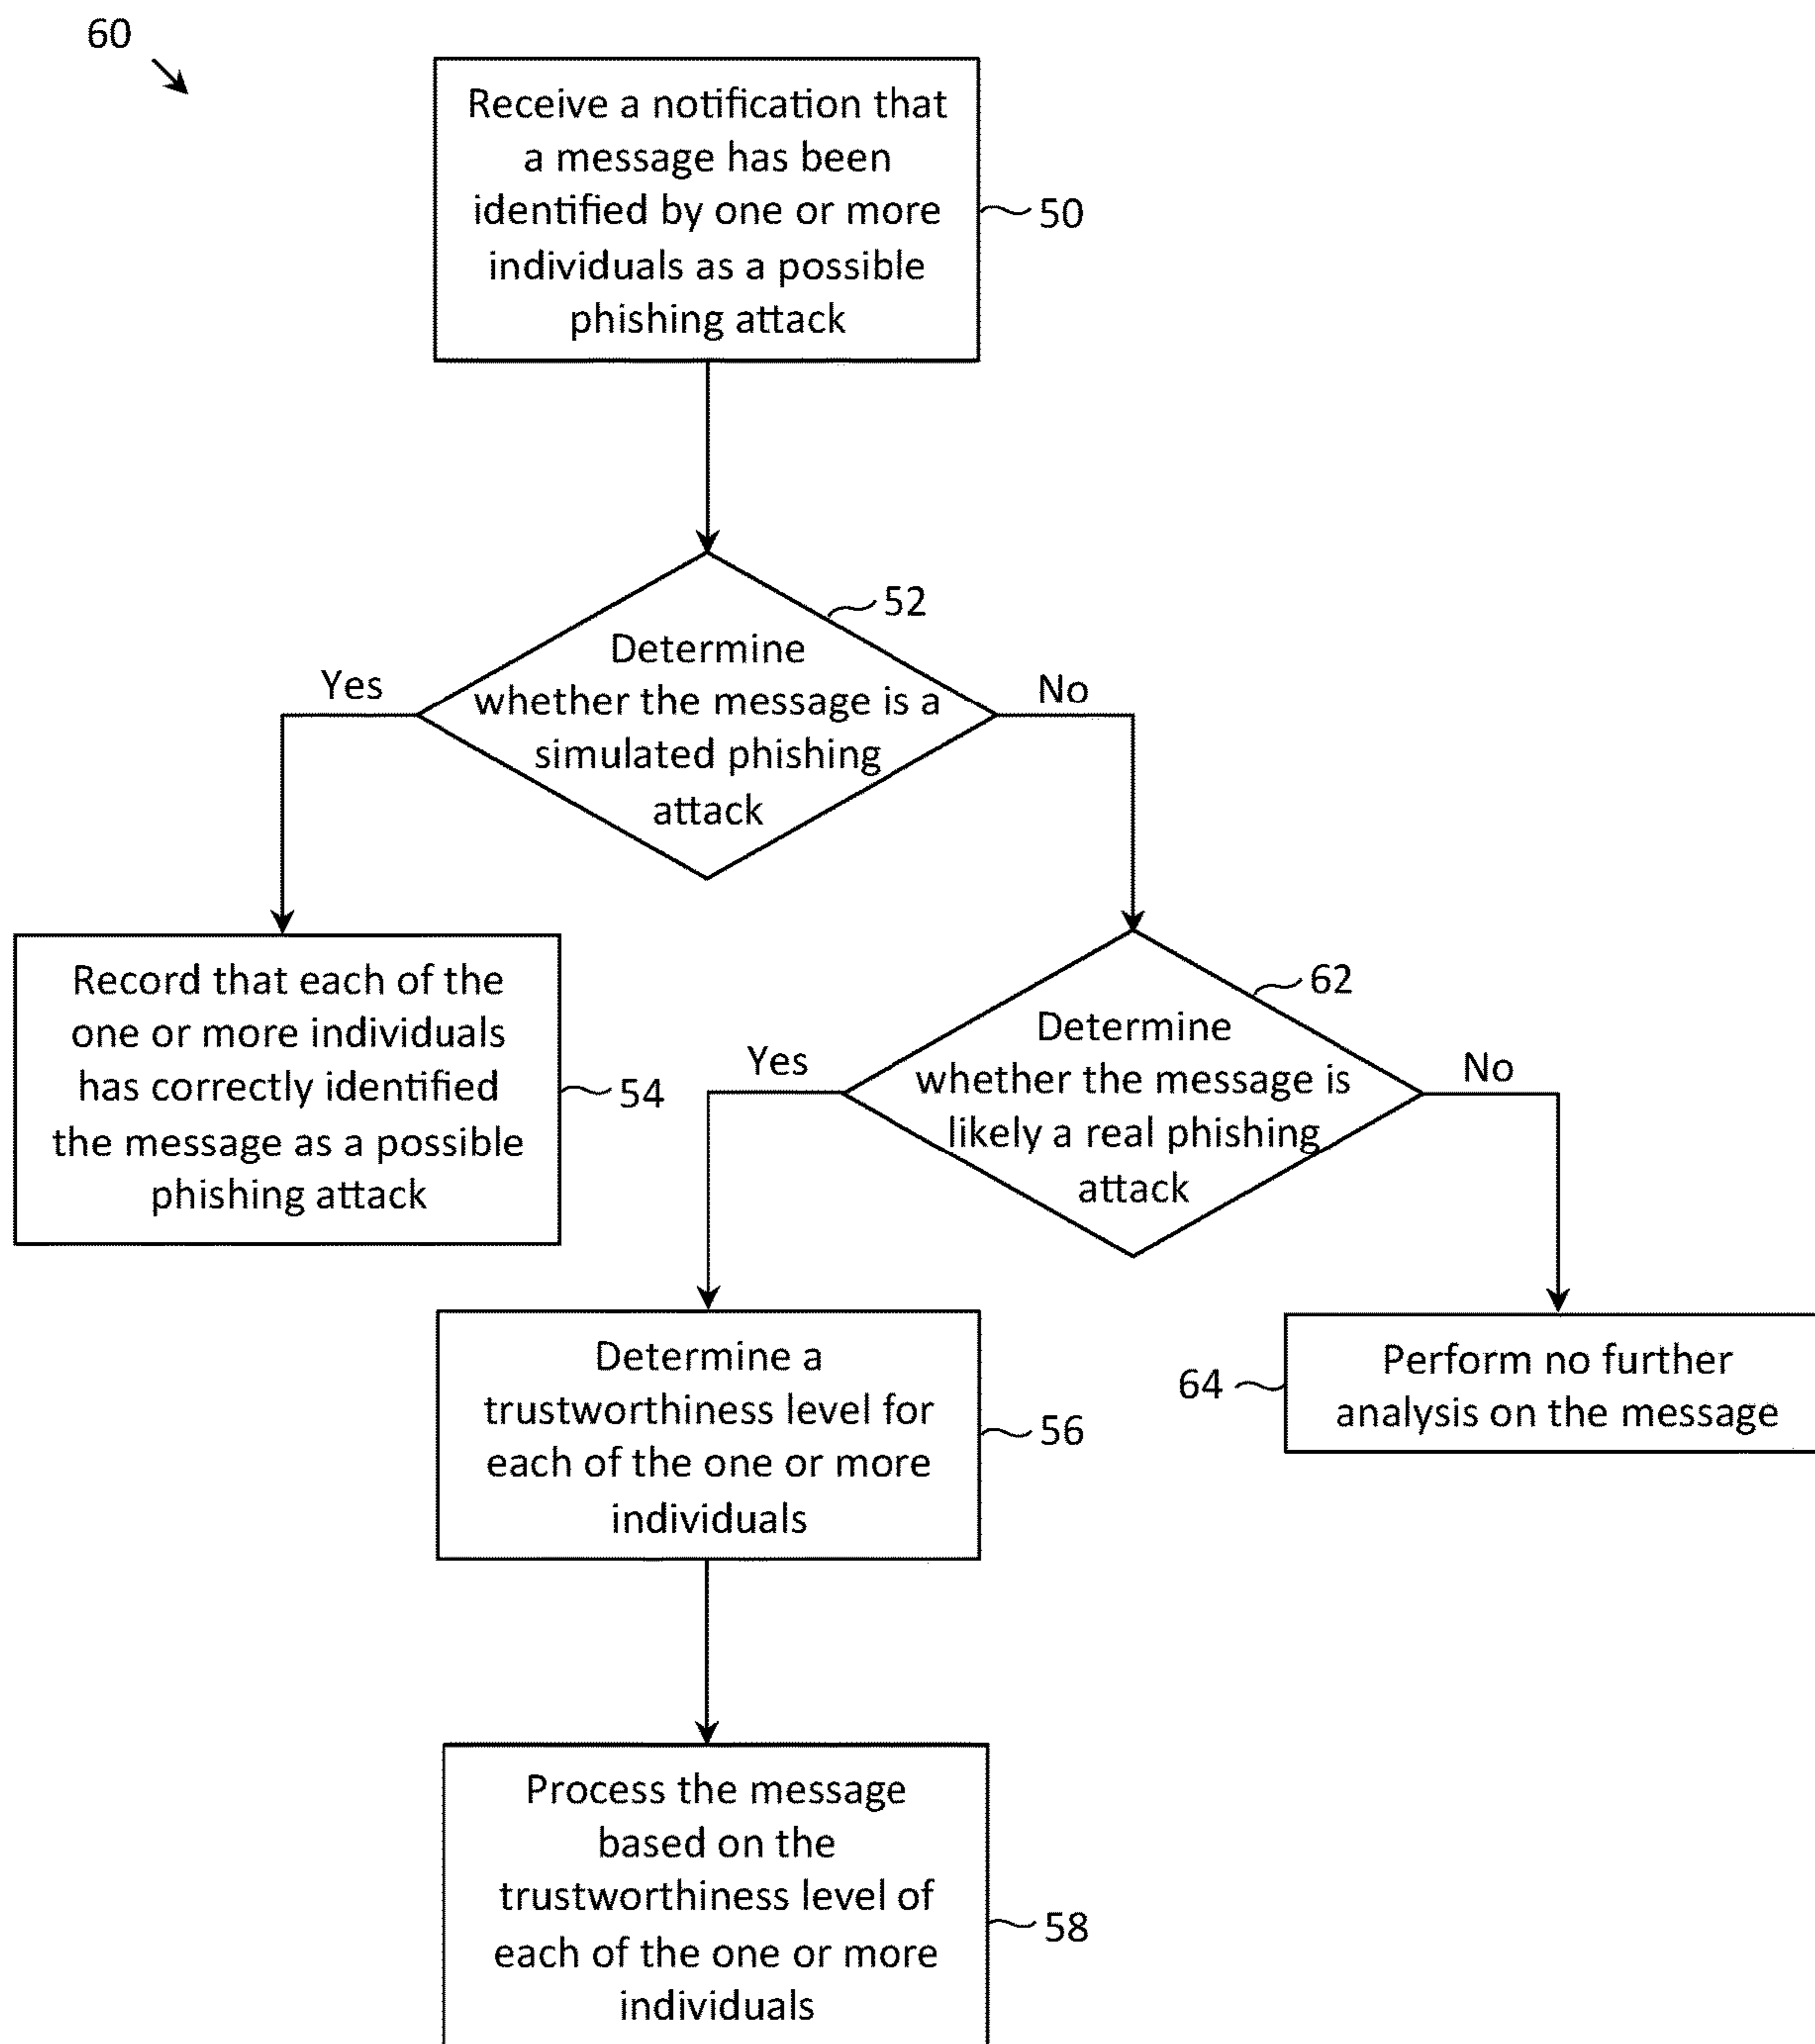 60
Receive a notification that
a message has been
identified by one or more
individuals as a possible
phishing attack
50
52
Determine
whether the message is a
simulated phishing
attack
Yes
No
Record that each of the
one or more individuals
has correctly identified
the message as a possible
phishing attack
54
62
Determine
whether the message is
likely a real phishing
attack
Yes
No
Determine a
trustworthiness level for
each of the one or more
individuals
56
64
Perform no further
analysis on the message
Process the message
based on the
trustworthiness level of
each of the one or more
individuals
58